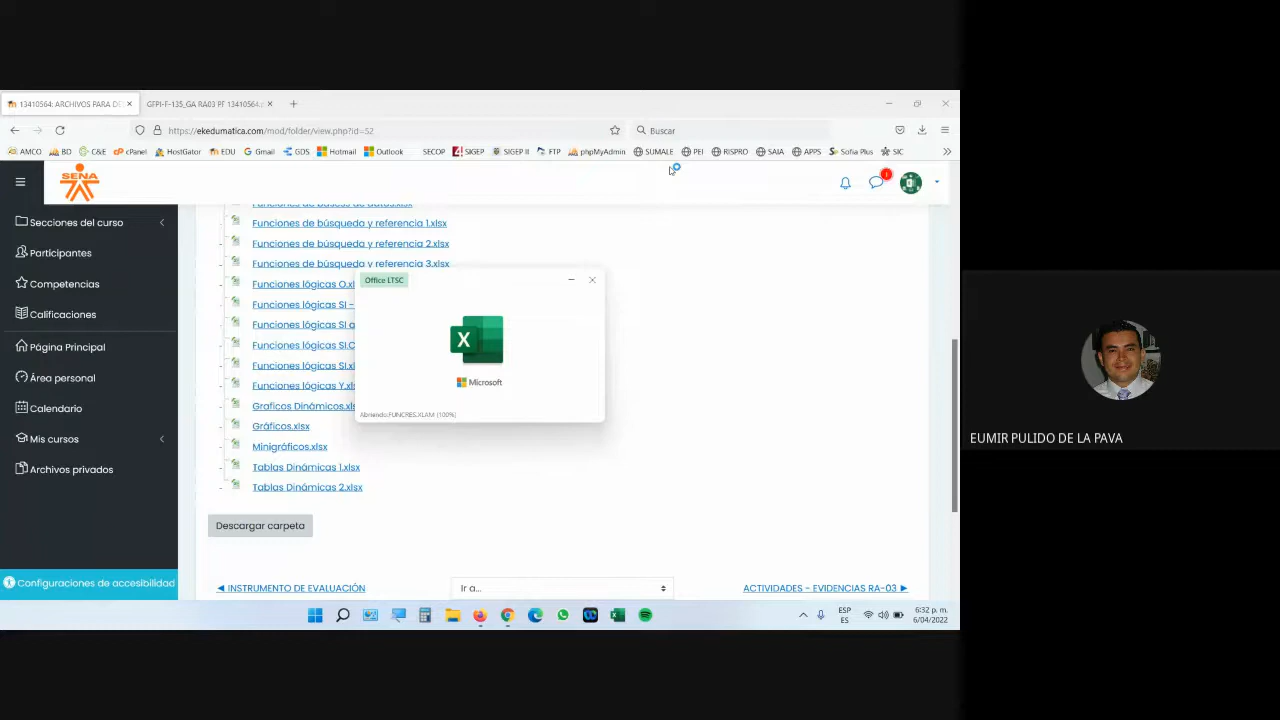 13410564: ARCHIVOS PARA DE
GFPI-F-135_GA RA03 PF 13410564.
https://ekedumatica.com/mod/folder/view.php?id=52
Buscar
AMCO
BD
C&E
cPanel
HostGator
EDU
Gmail
GDS
Hotmail
Outlook
SECOP
SIGEP
SIGEP II
FTP
phpMyAdmin
SUMALE
PEI
RISPRO
SAIA
APPS
Sofia Plus
SIC
SENA
1
Secciones del curso
Participantes
Competencias
Calificaciones
Página Principal
Área personal
Calendario
Mis cursos
Archivos privados
Configuraciones de accesibilidad
Funciones de búsqueda y referencia 1.xlsx
Funciones de búsqueda y referencia 2.xlsx
Funciones de búsqueda y referencia 3.xlsx
Funciones lógicas O.xl
Funciones lógicas SI -
Funciones lógicas SI a
Funciones lógicas SI.C
Funciones lógicas SI.xl
Funciones lógicas Y.xls
Graficos Dinámicos.xls
Gráficos.xlsx
Minigráficos.xlsx
Tablas Dinámicas 1.xlsx
Tablas Dinámicas 2.xlsx
Office LTSC
X
Microsoft
Abriendo:FUNCRES.XLAM (100%)
Descargar carpeta
◄ INSTRUMENTO DE EVALUACIÓN
Ir a...
ACTIVIDADES - EVIDENCIAS RA-03 ►
ESP
ES
6:32 p. m.
6/04/2022
EUMIR PULIDO DE LA PAVA